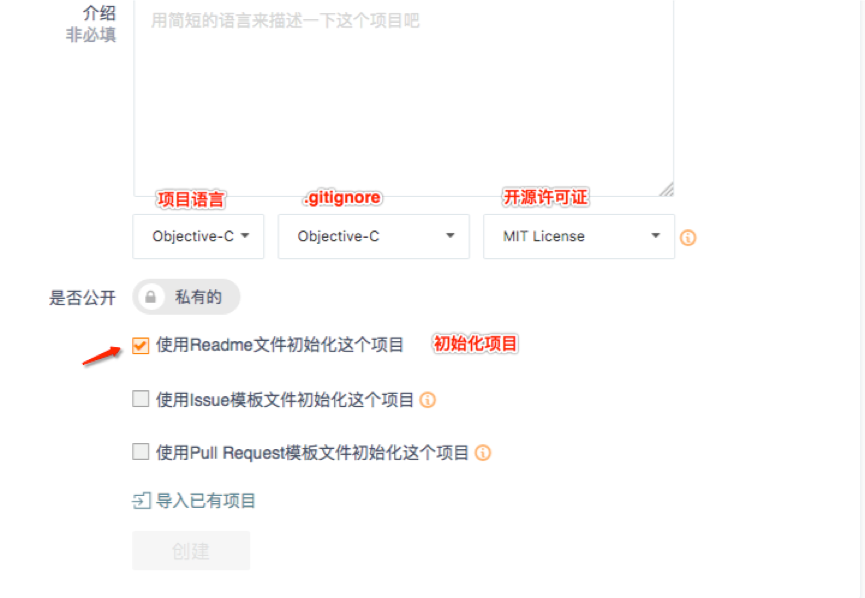 介绍
用简短的语言来描述一下这个项目吧
非必填
项目语言 .gitignore 开源许可证
Objective-C Objective-C MIT License
是否公开 私有的
使用Readme文件初始化这个项目 初始化项目
使用Issue模板文件初始化这个项目
使用Pull Request模板文件初始化这个项目
导入已有项目
创建